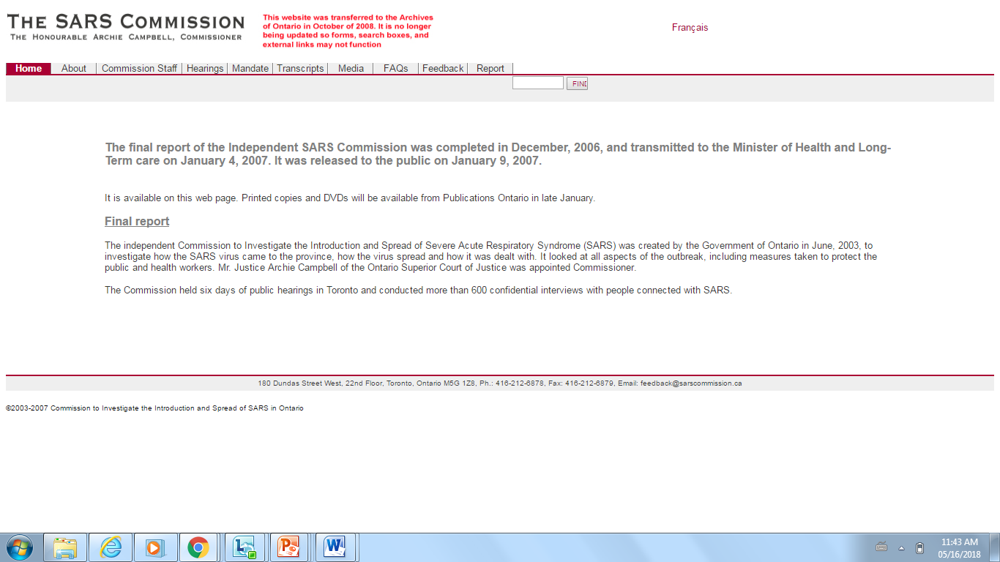 THE SARS COMMISSION
THE HONOURABLE ARCHIE CAMPBELL, COMMISSIONER
This website was transferred to the Archives
of Ontario in October of 2008. It is no longer
being updated so forms, search boxes, and
external links may not function
Français
Home About Commission Staff Hearings Mandate Transcripts Media FAQs Feedback Report
FIND
The final report of the Independent SARS Commission was completed in December, 2006, and transmitted to the Minister of Health and Long-
Term care on January 4, 2007. It was released to the public on January 9, 2007.
It is available on this web page. Printed copies and DVDs will be available from Publications Ontario in late January.
Final report
The independent Commission to Investigate the Introduction and Spread of Severe Acute Respiratory Syndrome (SARS) was created by the Government of Ontario in June, 2003, to
investigate how the SARS virus came to the province, how the virus spread and how it was dealt with. It looked at all aspects of the outbreak, including measures taken to protect the
public and health workers. Mr. Justice Archie Campbell of the Ontario Superior Court of Justice was appointed Commissioner.
The Commission held six days of public hearings in Toronto and conducted more than 600 confidential interviews with people connected with SARS.
180 Dundas Street West, 22nd Floor, Toronto, Ontario M5G 1Z8, Ph.: 416-212-6878, Fax: 416-212-6879, Email: feedback@sarscommission.ca
©2003-2007 Commission to Investigate the Introduction and Spread of SARS in Ontario
11:43 AM
05/16/2018